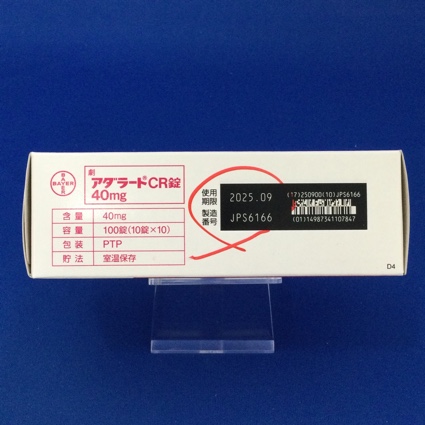 BAYER
BAYER
劇
アダラート®CR錠
40mg
含量 40mg
容量 100錠(10錠×10)
包装 PTP
貯法 室温保存
使用期限 2025.09
製造番号 JPS6166
(17)250900(10)JPS6166
(01)14987341107847
D4